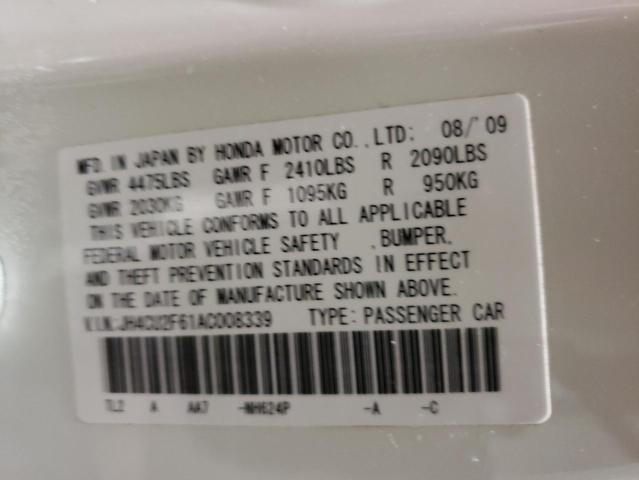 MFD. IN JAPAN BY HONDA MOTOR CO.,LTD: 08/'09
GVWR 4475LBS GAWR F 2410LBS R 2090LBS
GVWR 2030KG GAWR F 1095KG R 950KG
THIS VEHICLE CONFORMS TO ALL APPLICABLE
FEDERAL MOTOR VEHICLE SAFETY ,BUMPER,
AND THEFT PREVENTION STANDARDS IN EFFECT
ON THE DATE OF MANUFACTURE SHOWN ABOVE.
V.I.N:JH4CU2F61AC008339 TYPE: PASSENGER CAR
TL2 A AA7 -NH624P -A -C